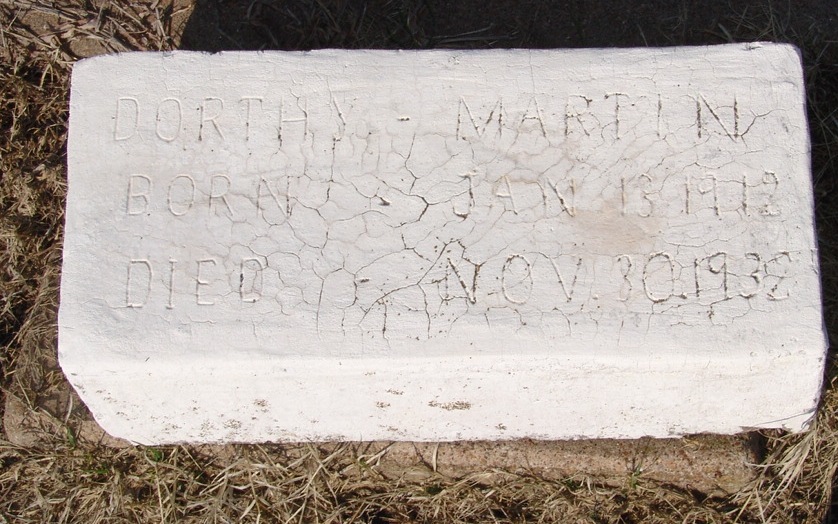 DORTHY - MARTIN
BORN - JAN 13 1912
DIED - NOV. 30.1932